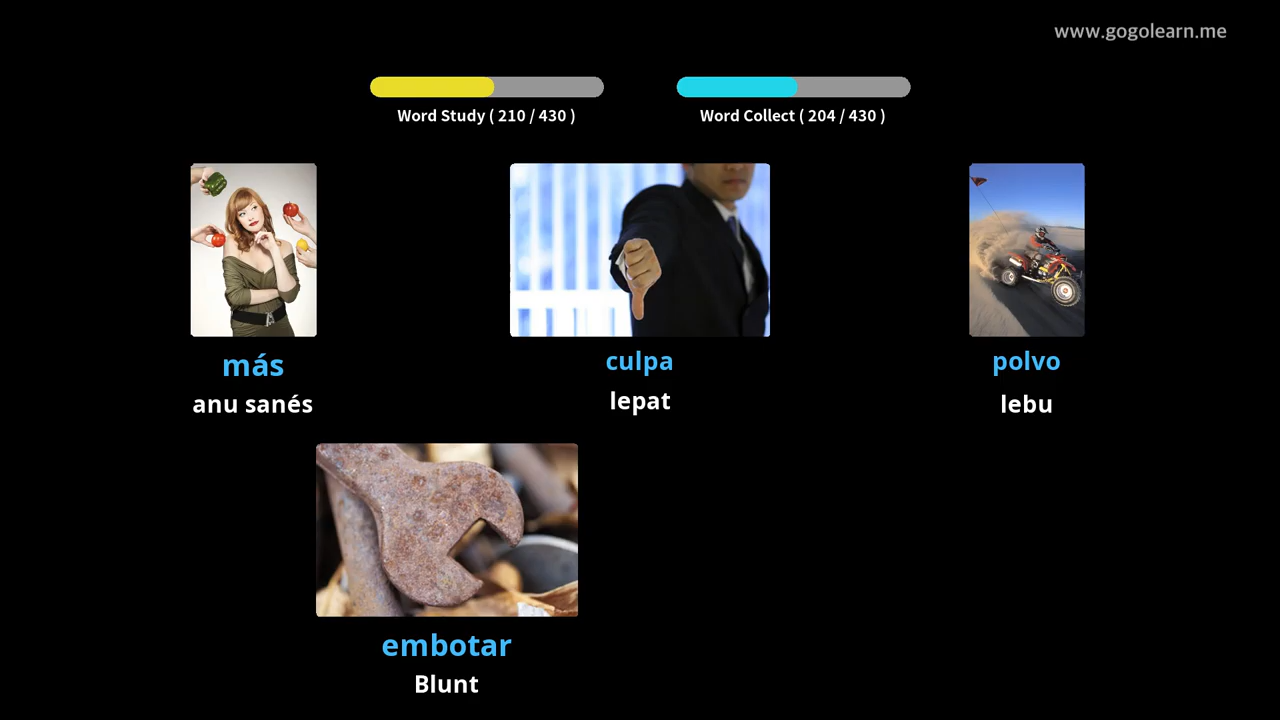 www.gogolearn.me
Word Study ( 210 / 430 )
Word Collect ( 204 / 430 )
más
anu sanés
culpa
lepat
polvo
lebu
embotar
Blunt